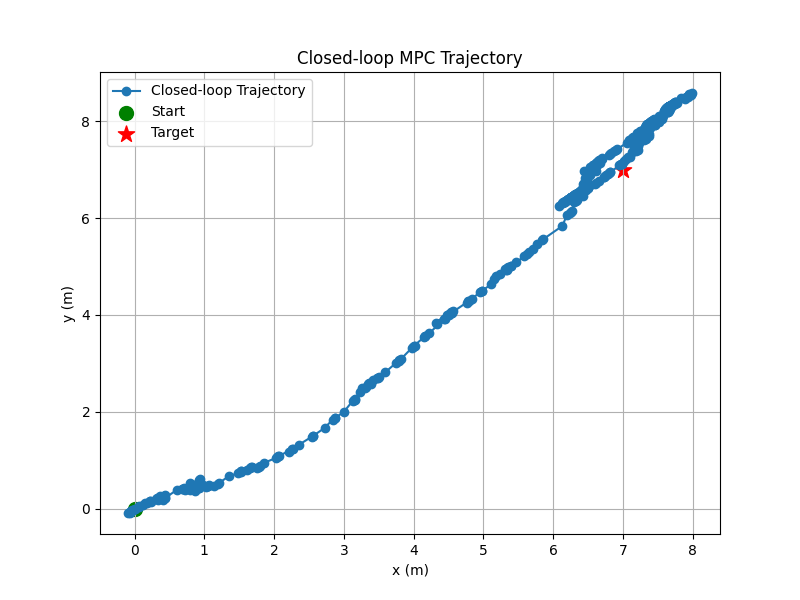 Closed-loop MPC Trajectory
Closed-loop Trajectory
Start
Target
8
6
4
2
0
y (m)
0 1 2 3 4 5 6 7 8
x (m)